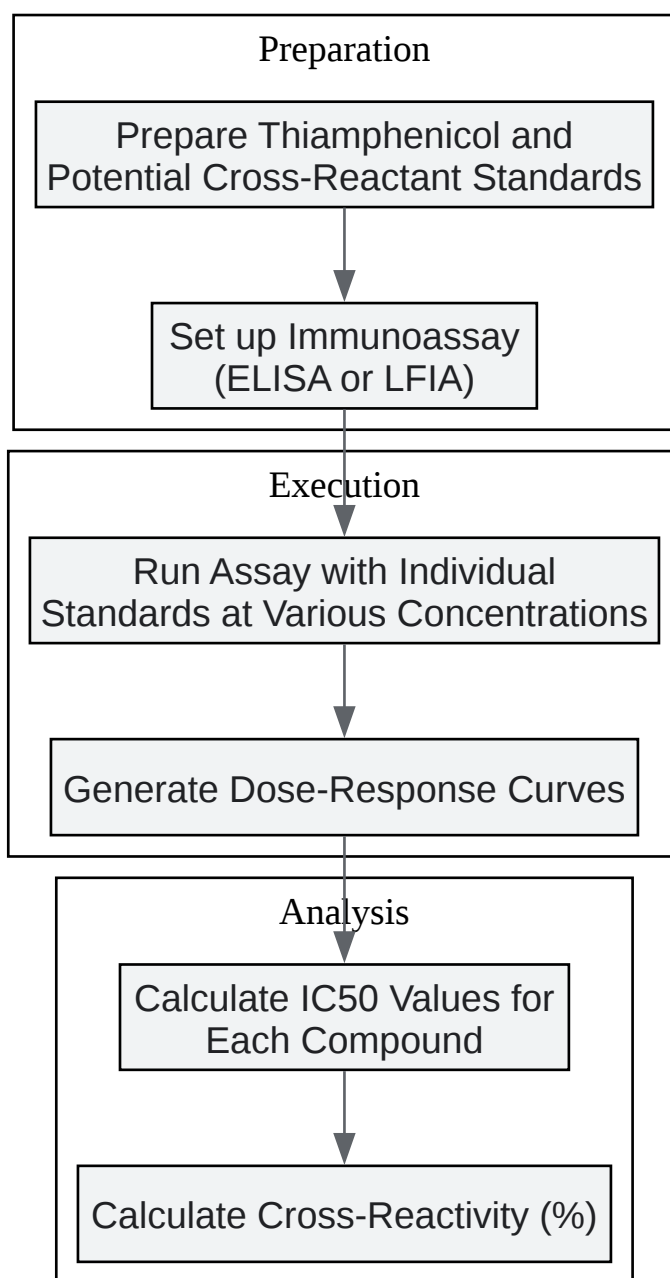 Preparation
Prepare Thiamphenicol and
Potential Cross-Reactant Standards
Set up Immunoassay
(ELISA or LFIA)
Execution
Run Assay with Individual
Standards at Various Concentrations
Generate Dose-Response Curves
Analysis
Calculate IC50 Values for
Each Compound
Calculate Cross-Reactivity (%)